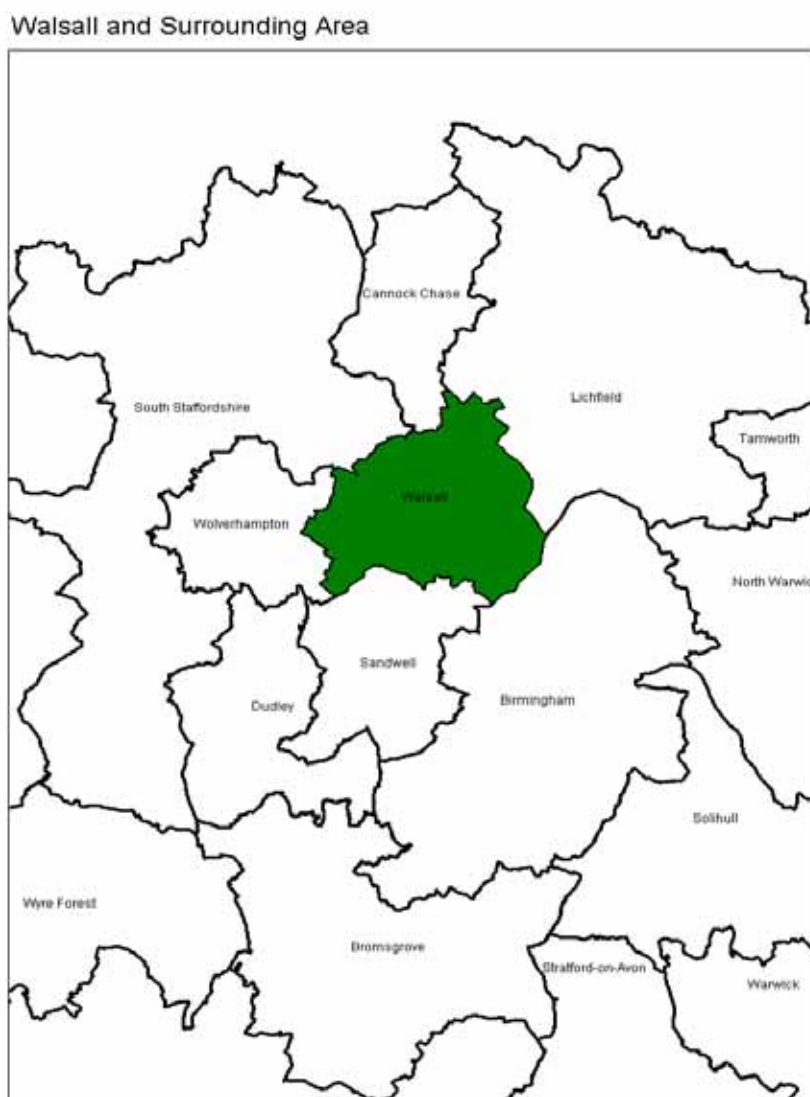 Walsall and Surrounding Area
Cannock Chase
Lichfield
South Staffordshire
Tamworth
Walsall
Wolverhampton
North Warwic
Sandwell
Birmingham
Dudley
Solihull
Wyre Forest
Bromsgrove
Stratford-on-Avon
Warwick